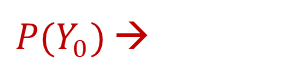 P(Y₀) →